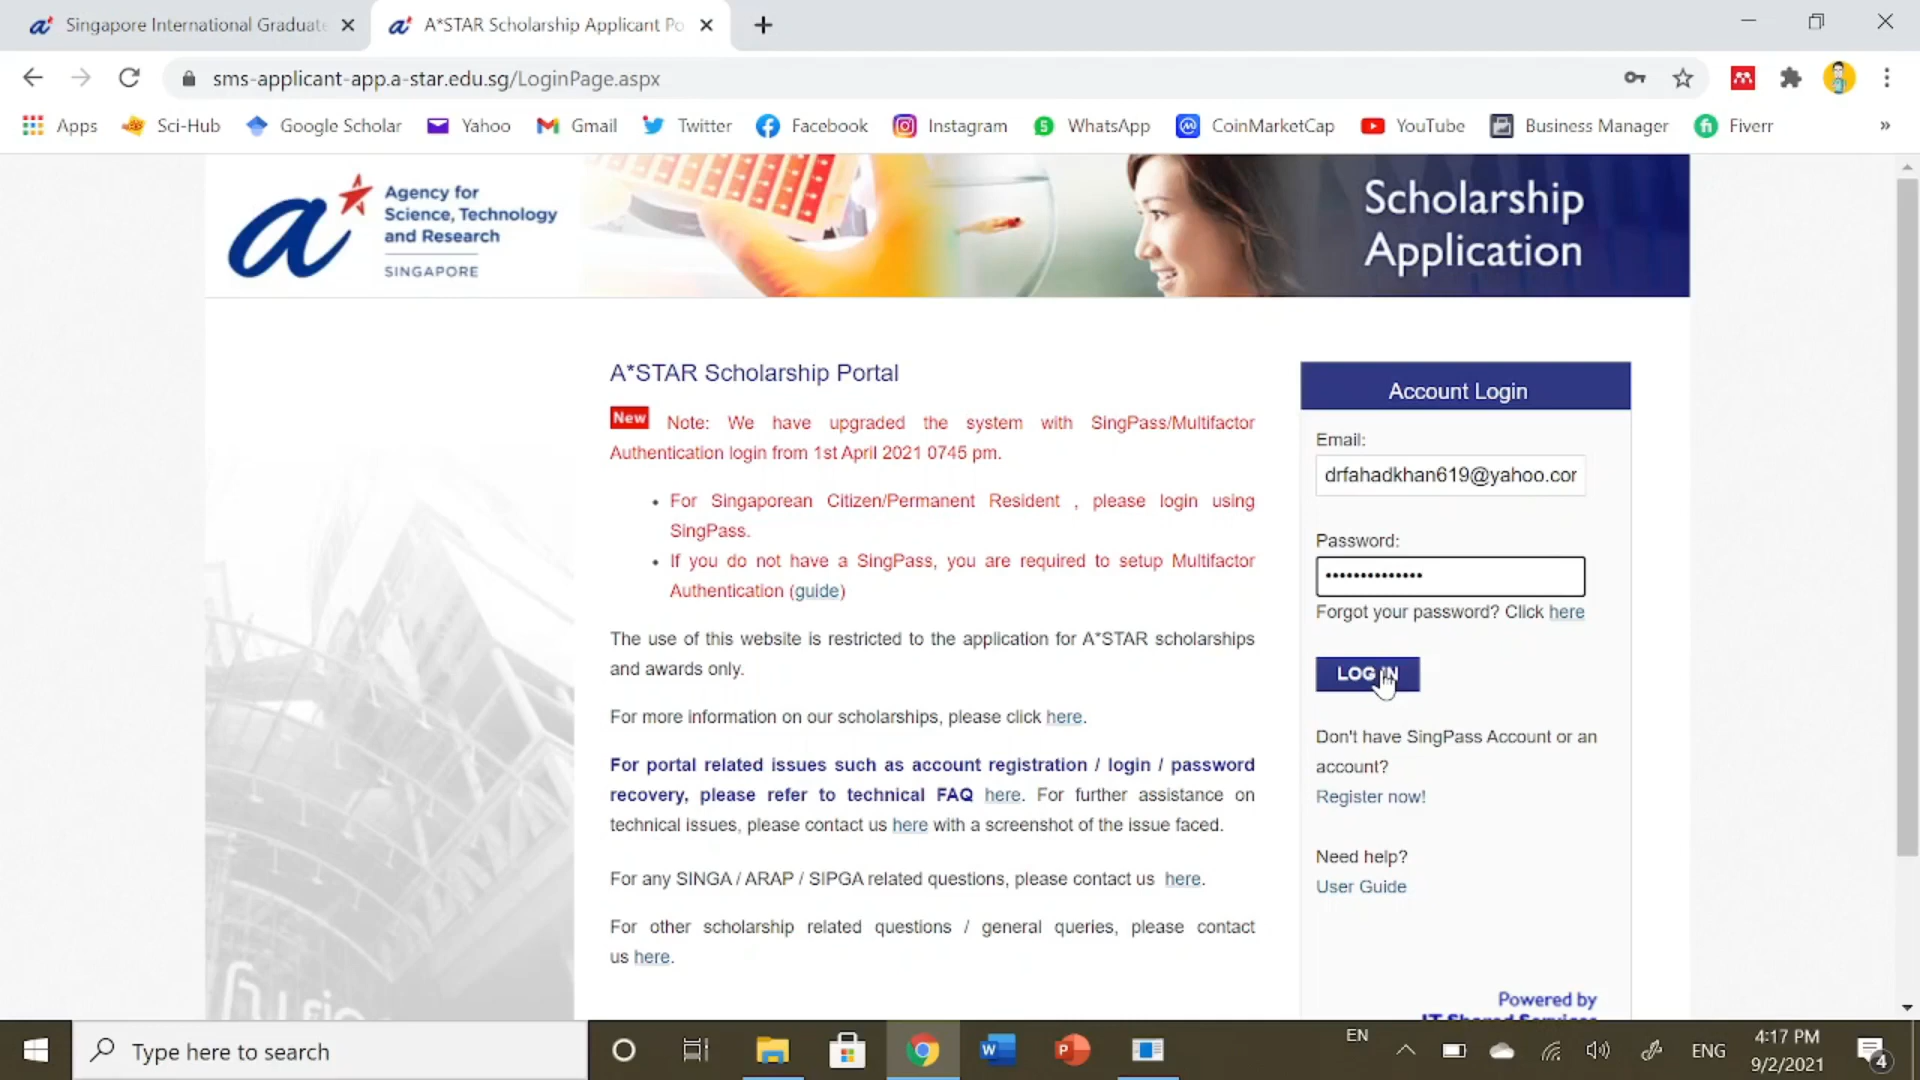 Singapore International Graduate
A*STAR Scholarship Applicant Po
sms-applicant-app.a-star.edu.sg/LoginPage.aspx
Apps
Sci-Hub
Google Scholar
Yahoo
Gmail
Twitter
Facebook
Instagram
WhatsApp
CoinMarketCap
YouTube
Business Manager
Fiverr
»
a
Agency for
Science, Technology
and Research
SINGAPORE
Scholarship
Application
A*STAR Scholarship Portal
New Note: We have upgraded the system with SingPass/Multifactor
Authentication login from 1st April 2021 0745 pm.
• For Singaporean Citizen/Permanent Resident , please login using
SingPass.
• If you do not have a SingPass, you are required to setup Multifactor
Authentication (guide)
The use of this website is restricted to the application for A*STAR scholarships
and awards only.
For more information on our scholarships, please click here.
For portal related issues such as account registration / login / password
recovery, please refer to technical FAQ here. For further assistance on
technical issues, please contact us here with a screenshot of the issue faced.
For any SINGA / ARAP / SIPGA related questions, please contact us here.
For other scholarship related questions / general queries, please contact
us here.
Account Login
Email:
drfahadkhan619@yahoo.cor
Password:
••••••••••••••
Forgot your password? Click here
LOG IN
Don't have SingPass Account or an
account?
Register now!
Need help?
User Guide
Powered by
IT Shared Services
Type here to search
EN
ENG
4:17 PM
9/2/2021
4